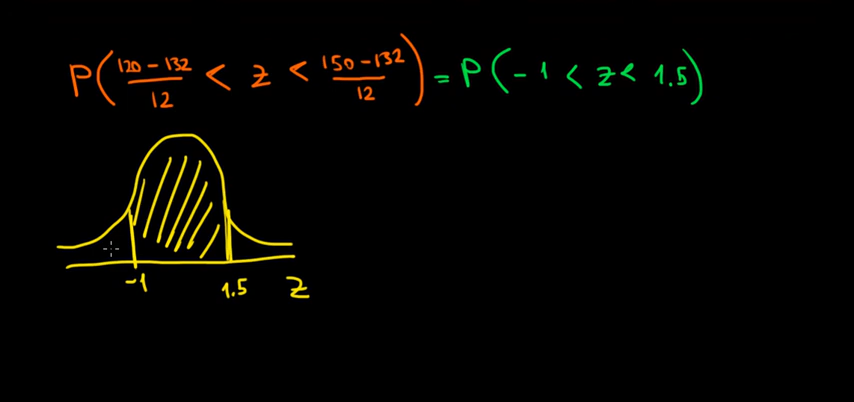 P(120-132/12 < z < 150-132/12) = P(-1 < z < 1.5)
-1 1.5 Z